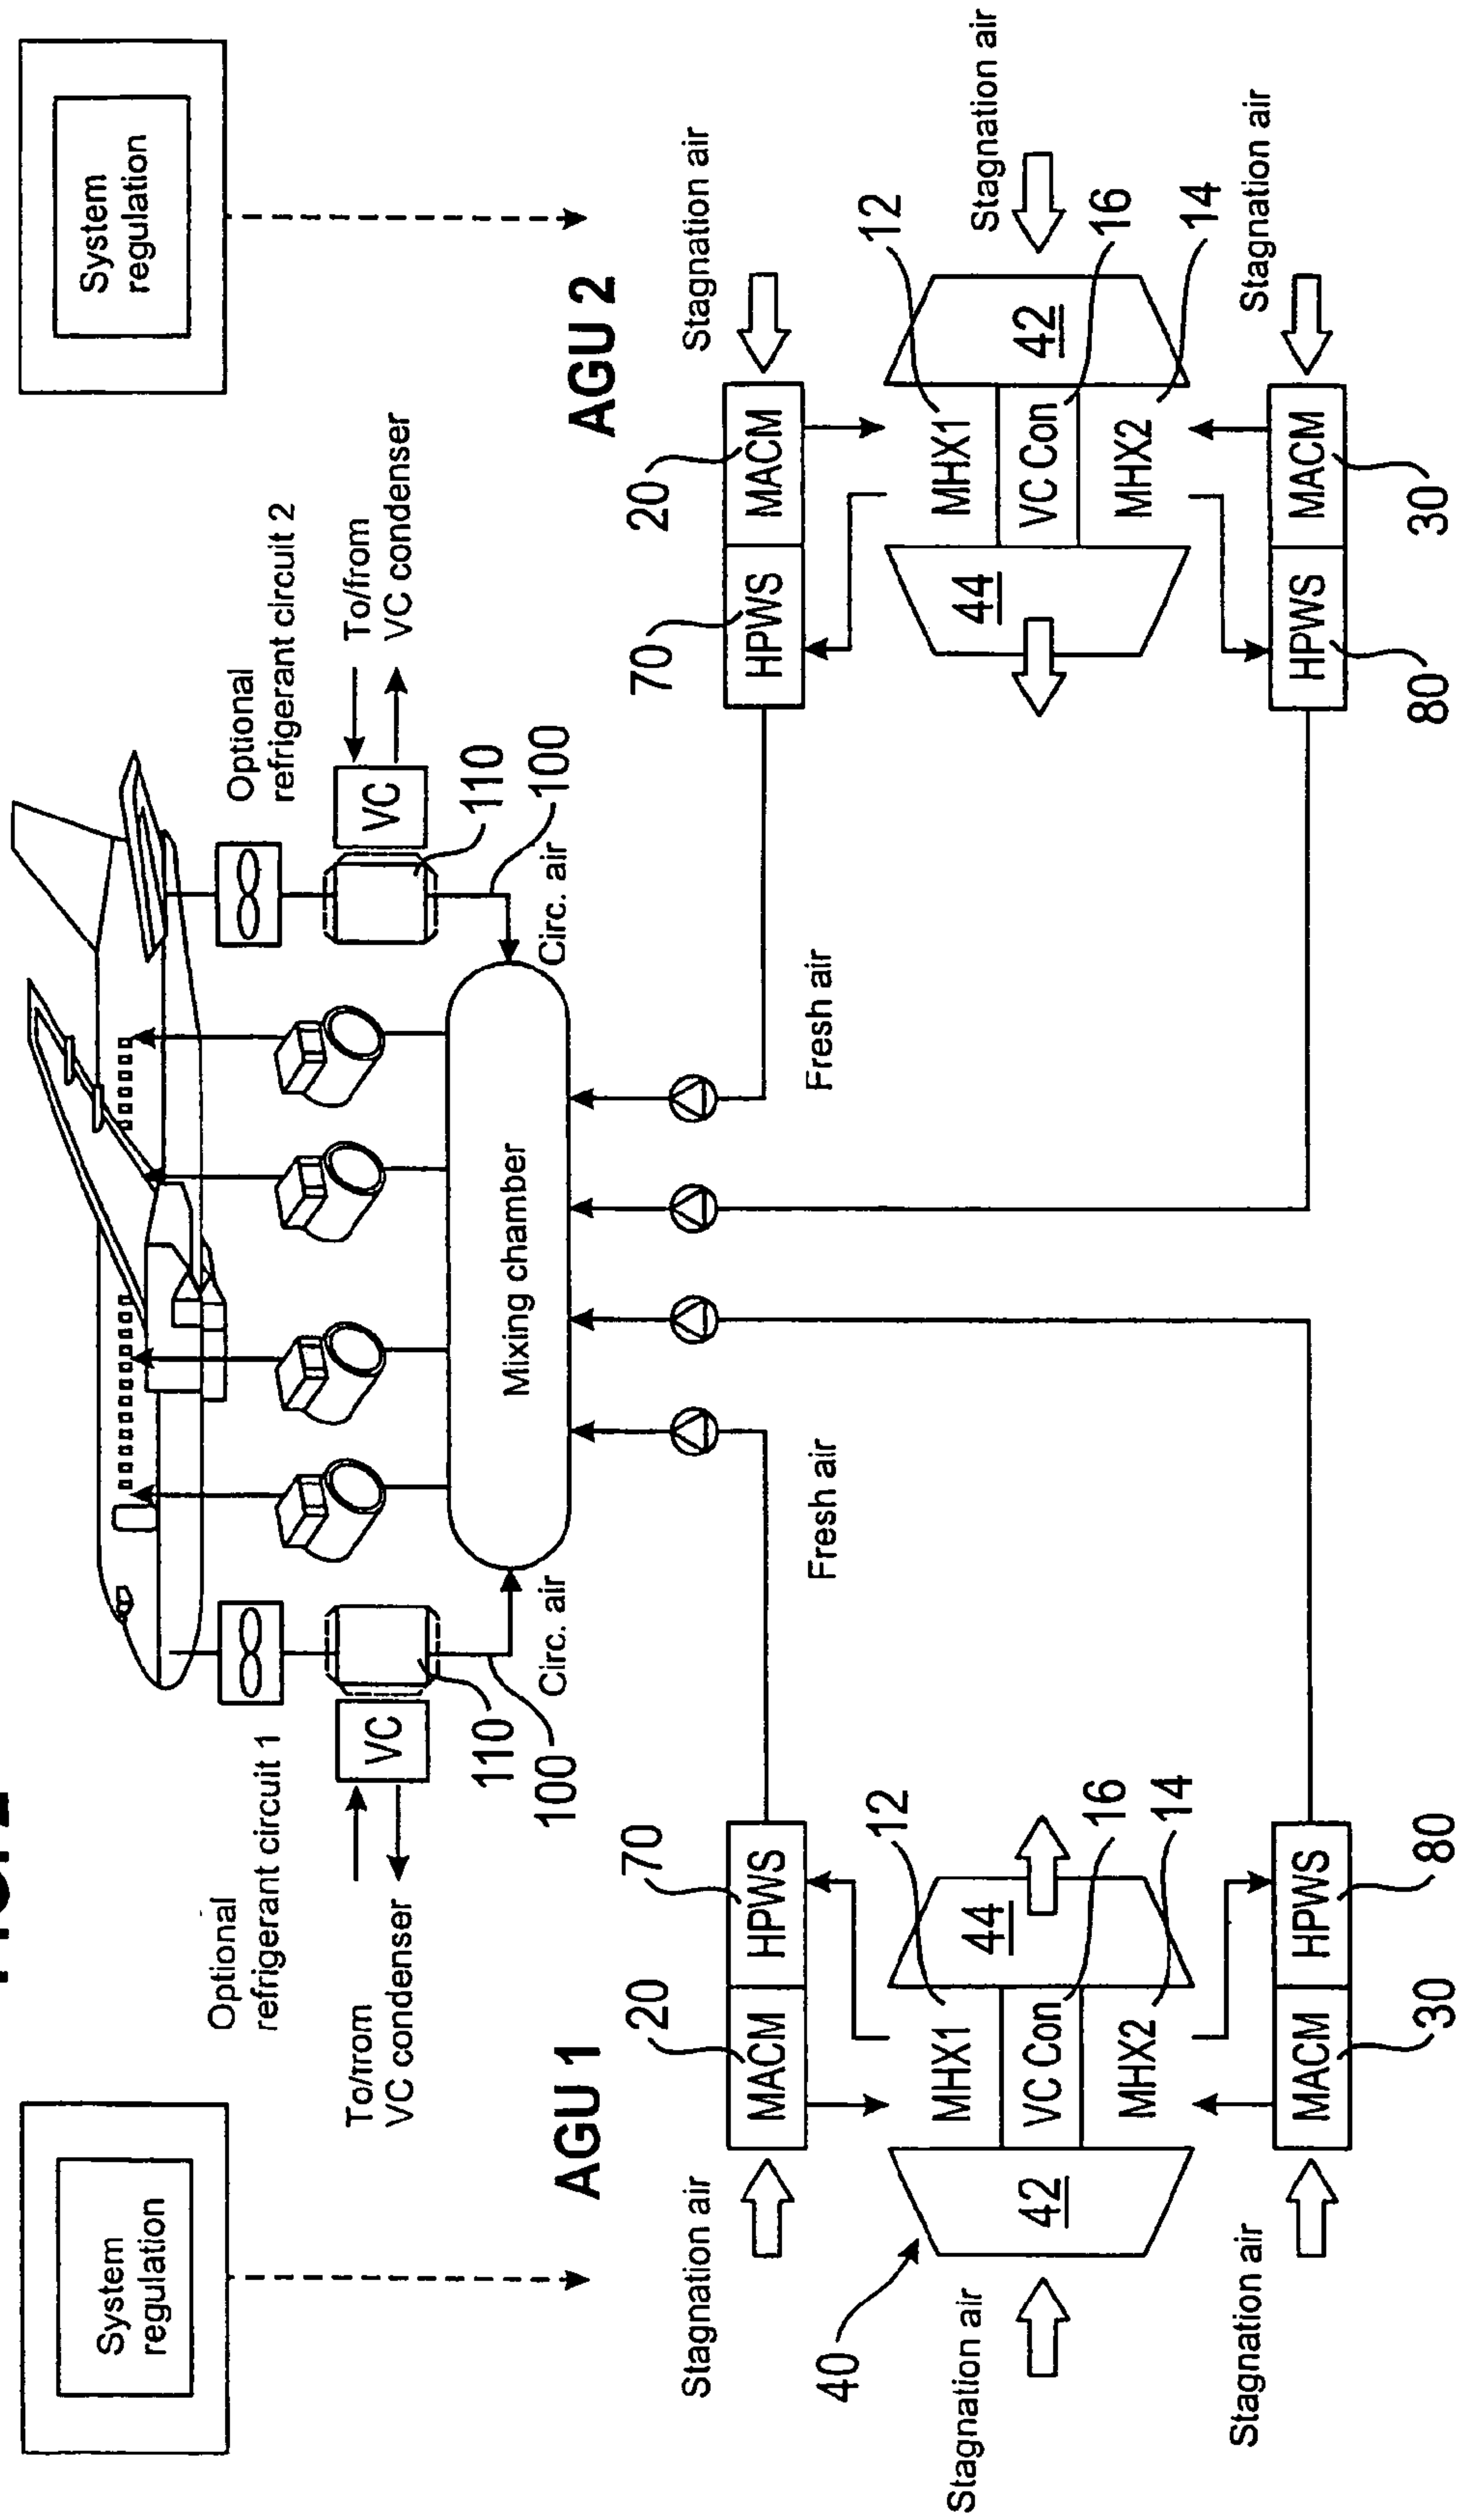 System
regulation
System
regulation
Optional
refrigerant circuit 1
To/from
VC condenser
VC
110
100
Circ. air
Optional
refrigerant circuit 2
To/from
VC condenser
VC
110
100
Circ. air
Mixing chamber
AGU 1
AGU 2
Fresh air
Fresh air
Stagnation air
20
70
MACM
HPWS
40
Stagnation air
42
MHX1
VC Con
MHX2
44
12
16
14
Stagnation air
MACM
HPWS
30
80
70
20
HPWS
MACM
Stagnation air
44
MHX1
VC Con
MHX2
42
12
16
14
Stagnation air
HPWS
MACM
80
30
Stagnation air